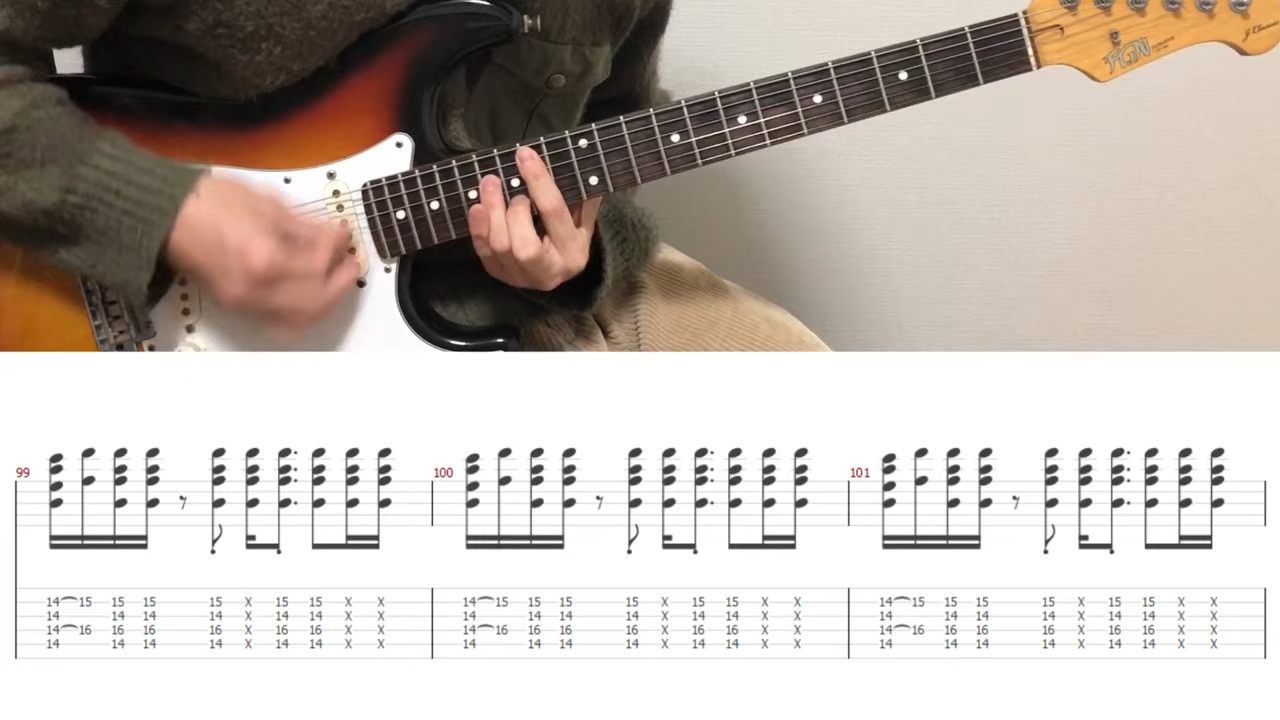 FGN
J.Classic
99 100 101
14 15 15 15 15 X 15 15 X X 14 15 15 15 15 X 15 15 X X 14 15 15 15 15 X 15 15 X X
14 14 14 14 X 14 14 X X 14 14 14 14 X 14 14 X X 14 14 14 14 X 14 14 X X
14 16 16 16 16 X 16 16 X X 14 16 16 16 16 X 16 16 X X 14 16 16 16 16 X 16 16 X X
14 14 14 14 X 14 14 X X 14 14 14 14 X 14 14 X X 14 14 14 14 X 14 14 X X